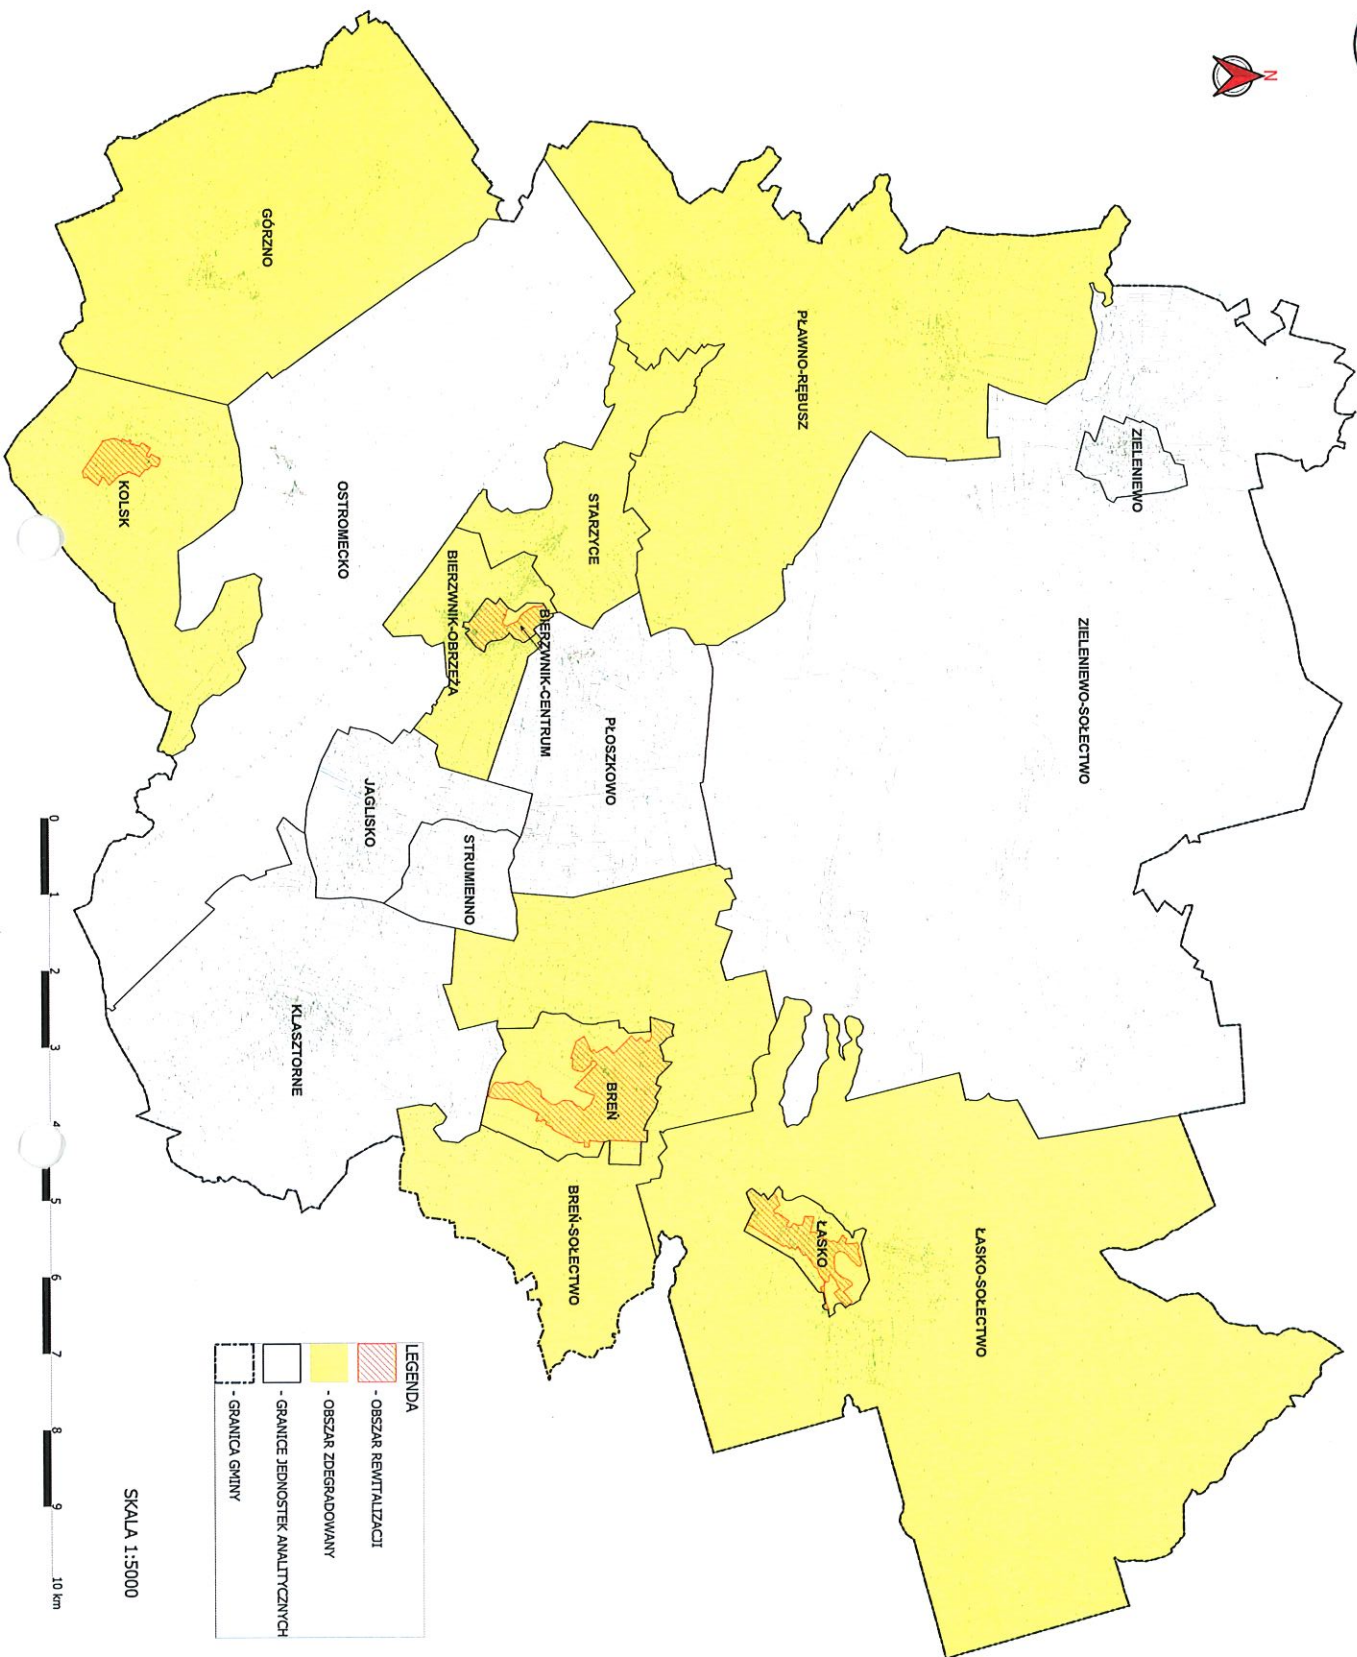 N
ZIELENIEWO
ZIELENIEWO-SOŁECTWO
PŁAWNO-RĘBUSZ
ŁASKO-SOŁECTWO
ŁASKO
STARZYCE
PŁOSZKOWO
BREŃ
BREŃ-SOŁECTWO
BIERZWNIK-CENTRUM
BIERZWNIK-OBRZEŻA
STRUMIENNO
JAGLISKO
OSTROMECKO
KLASZTORNE
GÓRZNO
KOLSK
LEGENDA
- OBSZAR REWITALIZACJI
- OBSZAR ZDEGRADOWANY
- GRANICE JEDNOSTEK ANALITYCZNYCH
- GRANICA GMINY
SKALA 1:5000
0 1 2 3 4 5 6 7 8 9 10 km